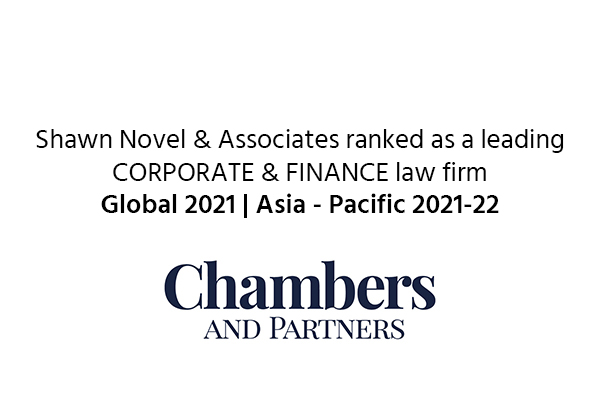 Shawn Novel & Associates ranked as a leading
CORPORATE & FINANCE law firm
Global 2021 | Asia - Pacific 2021-22
Chambers
AND PARTNERS